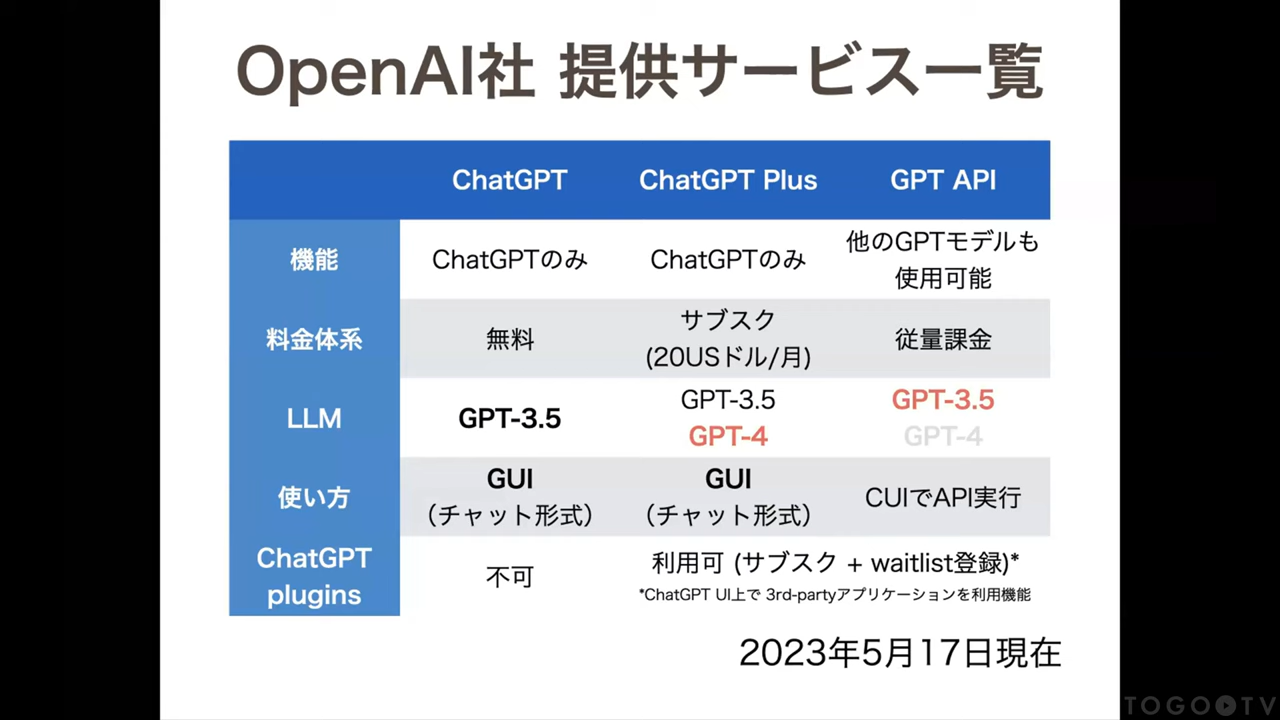 OpenAI社 提供サービス一覧
ChatGPT ChatGPT Plus GPT API
機能 ChatGPTのみ ChatGPTのみ 他のGPTモデルも
使用可能
料金体系 無料 サブスク
(20USドル/月) 従量課金
LLM GPT-3.5 GPT-3.5
GPT-4 GPT-3.5
GPT-4
使い方 GUI
（チャット形式） GUI
（チャット形式） CUIでAPI実行
ChatGPT
plugins 不可 利用可 (サブスク + waitlist登録)*
*ChatGPT UI上で 3rd-partyアプリケーションを利用機能
2023年5月17日現在
TOGOTV